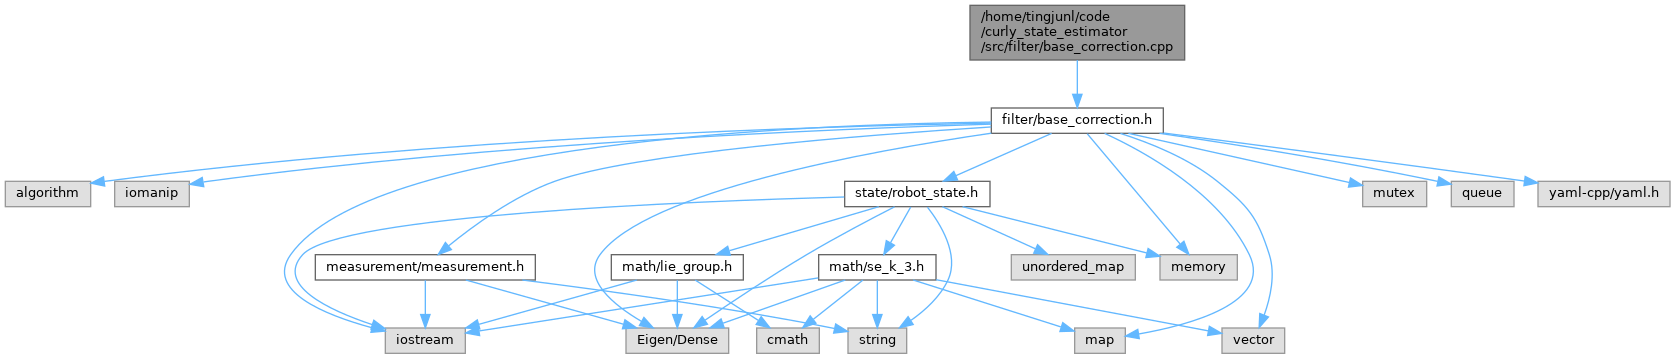 /home/tingjunl/code
/curly_state_estimator
/src/filter/base_correction.cpp
filter/base_correction.h
algorithm
iomanip
state/robot_state.h
mutex
queue
yaml-cpp/yaml.h
measurement/measurement.h
math/lie_group.h
math/se_k_3.h
unordered_map
memory
iostream
Eigen/Dense
cmath
string
map
vector